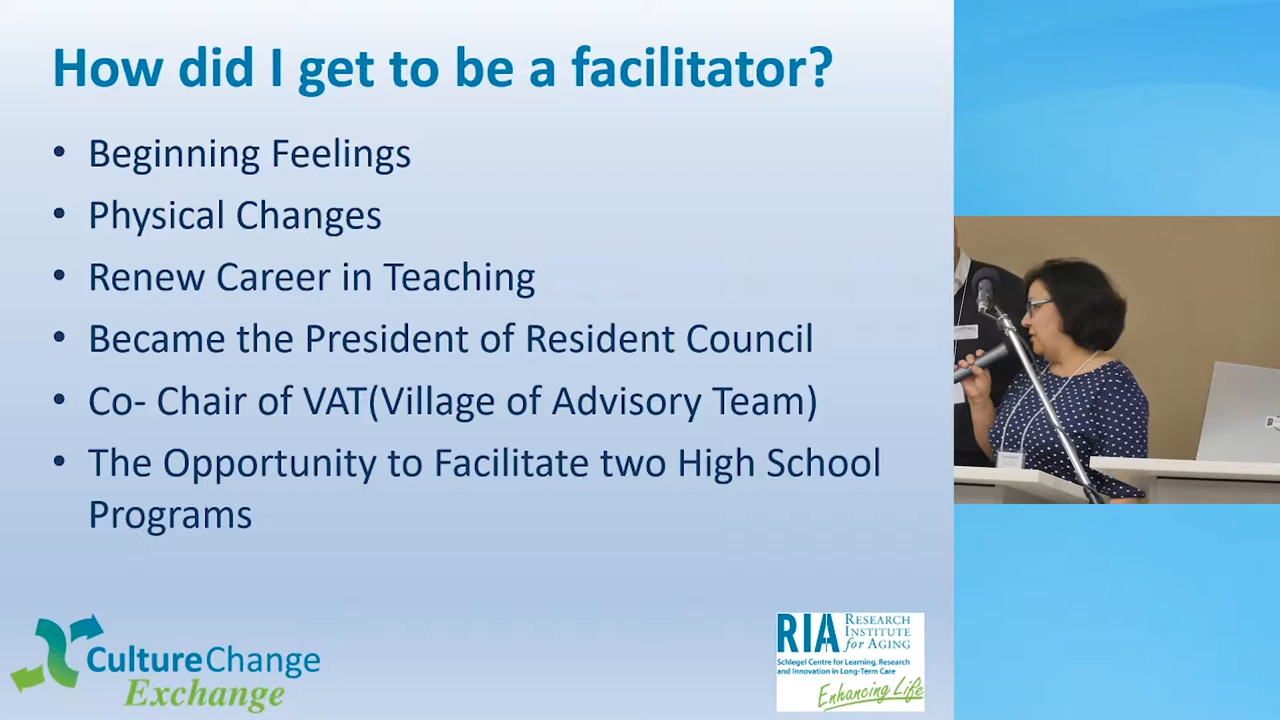 How did I get to be a facilitator?
• Beginning Feelings
• Physical Changes
• Renew Career in Teaching
• Became the President of Resident Council
• Co- Chair of VAT(Village of Advisory Team)
• The Opportunity to Facilitate two High School
Programs
CultureChange
Exchange
RIA RESEARCH
INSTITUTE
for AGING
Schlegel Centre for Learning, Research
and Innovation in Long-Term Care
Enhancing Life